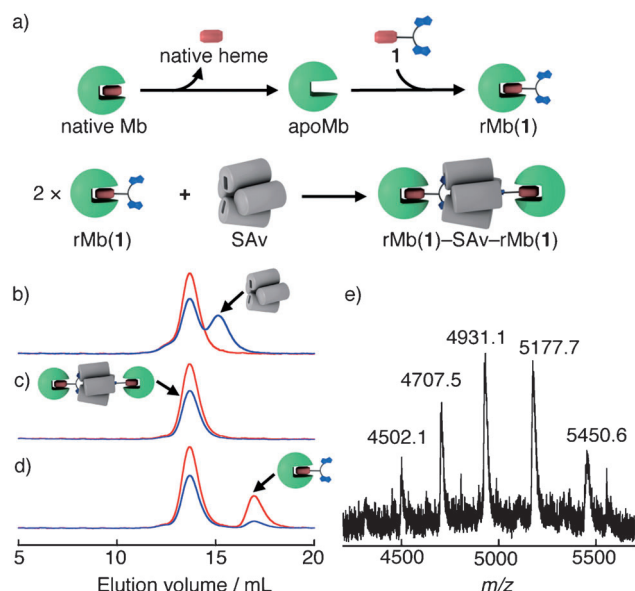 a)
native heme
1
native Mb
apoMb
rMb(1)
2 ×
+
rMb(1)
SAv
rMb(1)–SAv–rMb(1)
b)
c)
d)
5 10 15 20
Elution volume / mL
e)
4931.1
5177.7
4707.5
4502.1
5450.6
4500 5000 5500
m/z